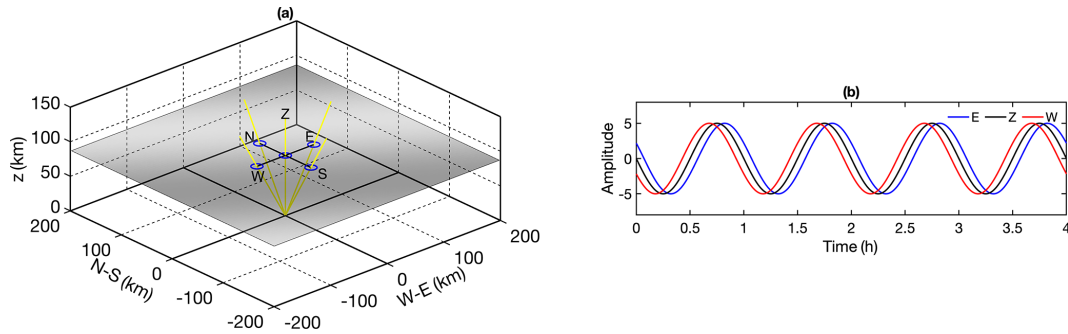 (a)
150
100
50
0
z (km)
N
Z
E
W
S
200
100
0
-100
-200
N-S (km)
-200
-100
0
100
200
W-E (km)
(b)
E Z W
5
0
-5
Amplitude
0 0.5 1 1.5 2 2.5 3 3.5 4
Time (h)